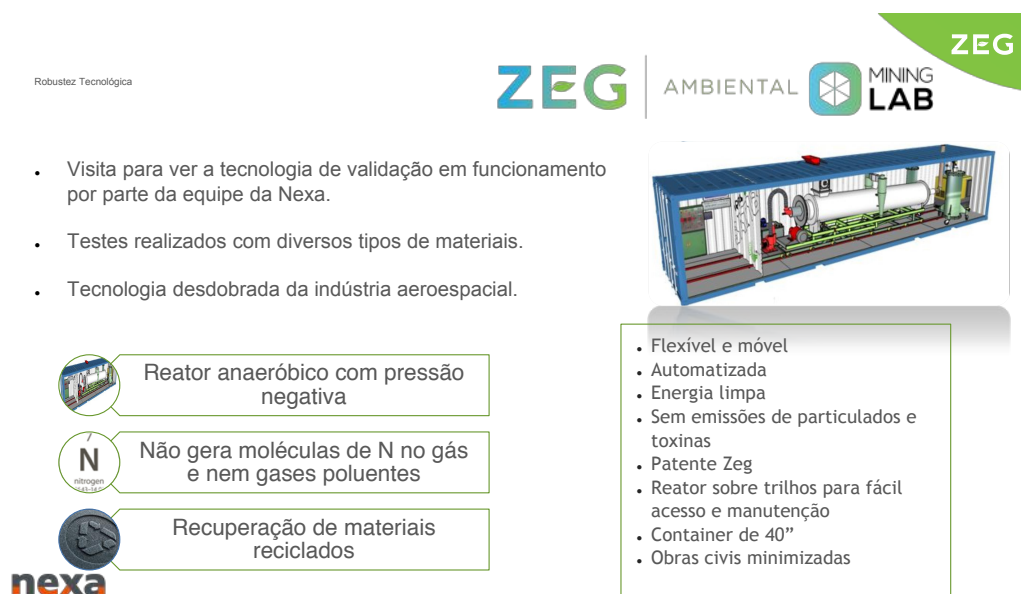 ZEG
Robustez Tecnológica
ZEG
AMBIENTAL
MINING
LAB
● Visita para ver a tecnologia de validação em funcionamento
por parte da equipe da Nexa.
● Testes realizados com diversos tipos de materiais.
● Tecnologia desdobrada da indústria aeroespacial.
Reator anaeróbico com pressão
negativa
N
nitrogen
Não gera moléculas de N no gás
e nem gases poluentes
Recuperação de materiais
reciclados
nexa
● Flexível e móvel
● Automatizada
● Energia limpa
● Sem emissões de particulados e
toxinas
● Patente Zeg
● Reator sobre trilhos para fácil
acesso e manutenção
● Container de 40”
● Obras civis minimizadas